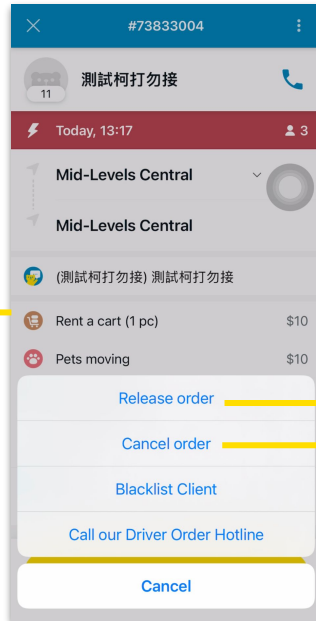 #73833004
11
測試柯打勿接
Today, 13:17
3
Mid-Levels Central
Mid-Levels Central
(測試柯打勿接) 測試柯打勿接
Rent a cart (1 pc)
$10
Pets moving
$10
Release order
Cancel order
Blacklist Client
Call our Driver Order Hotline
Cancel